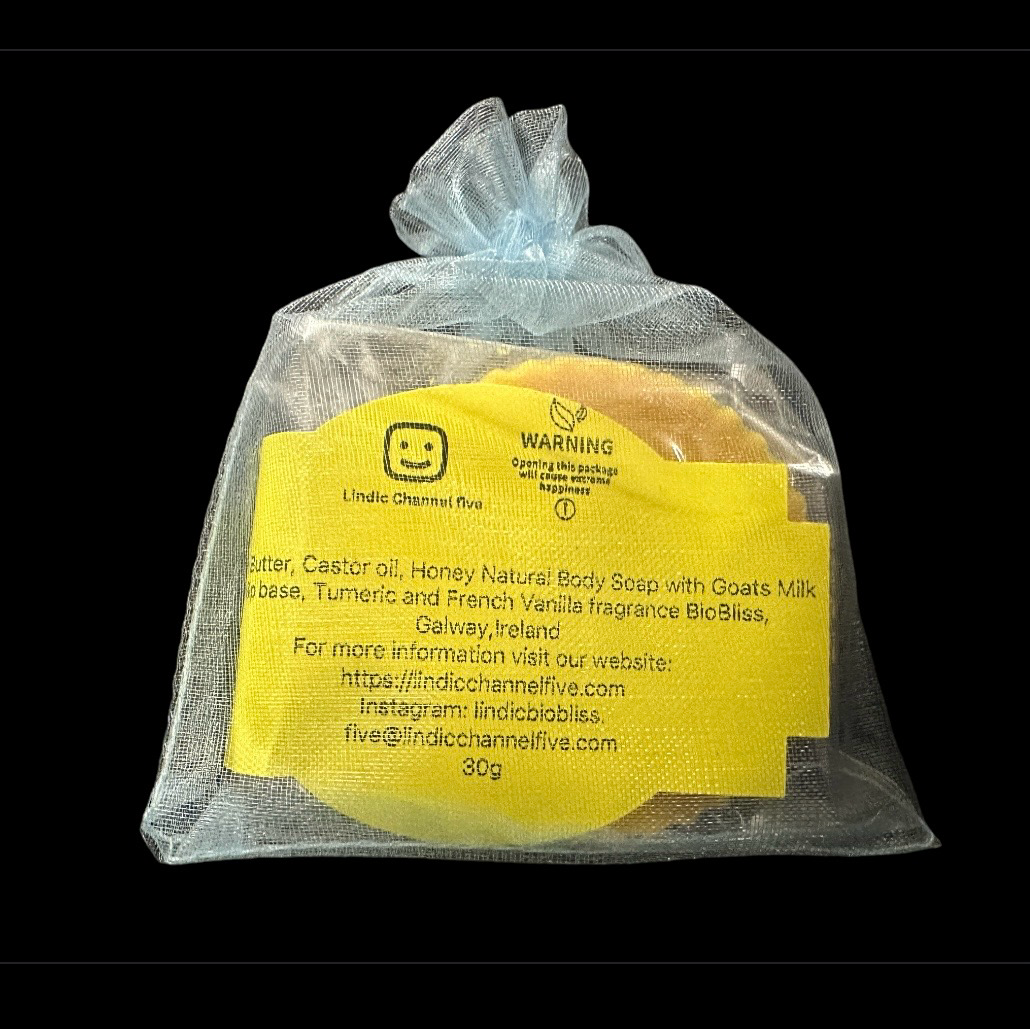 WARNING
Opening this package
will cause extreme
happiness
Lindic Channel five
Butter, Castor oil, Honey Natural Body Soap with Goats Milk
base, Tumeric and French Vanilla fragrance BioBliss,
Galway,Ireland
For more information visit our website:
https://lindicchannelfive.com
Instagram: lindicbiobliss.
five@lindicchannelfive.com
30g